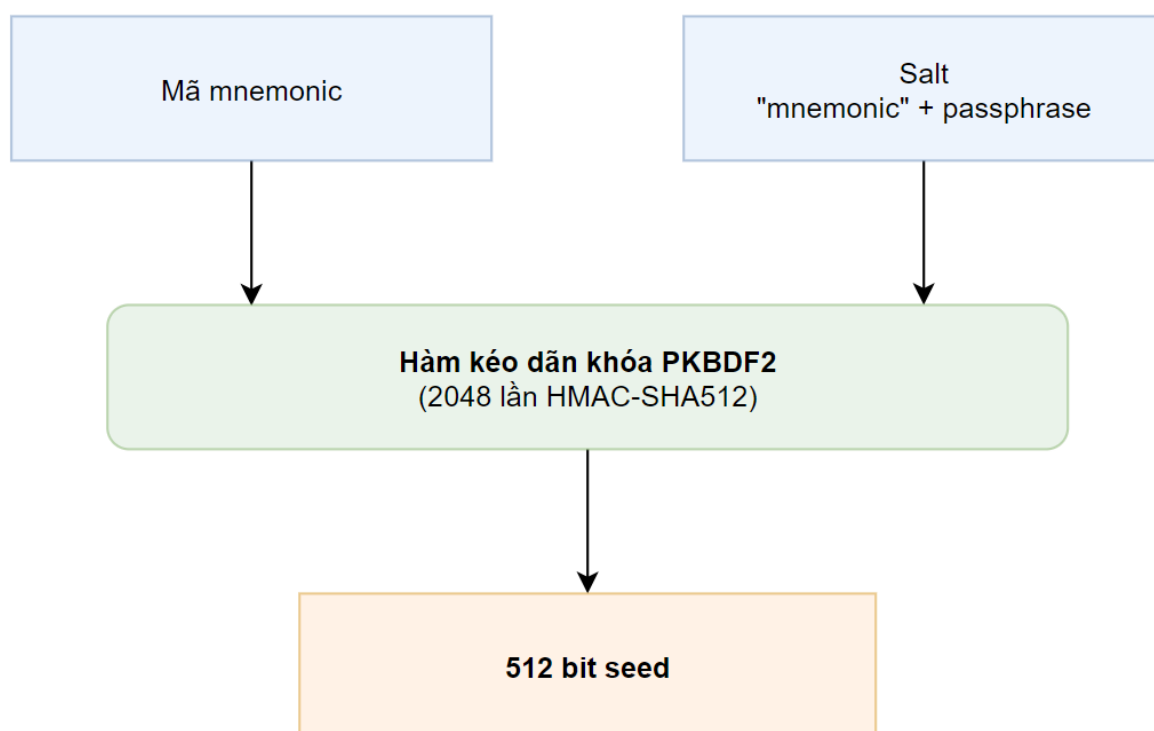 Mã mnemonic
Salt
"mnemonic" + passphrase
Hàm kéo dãn khóa PKBDF2
(2048 lần HMAC-SHA512)
512 bit seed